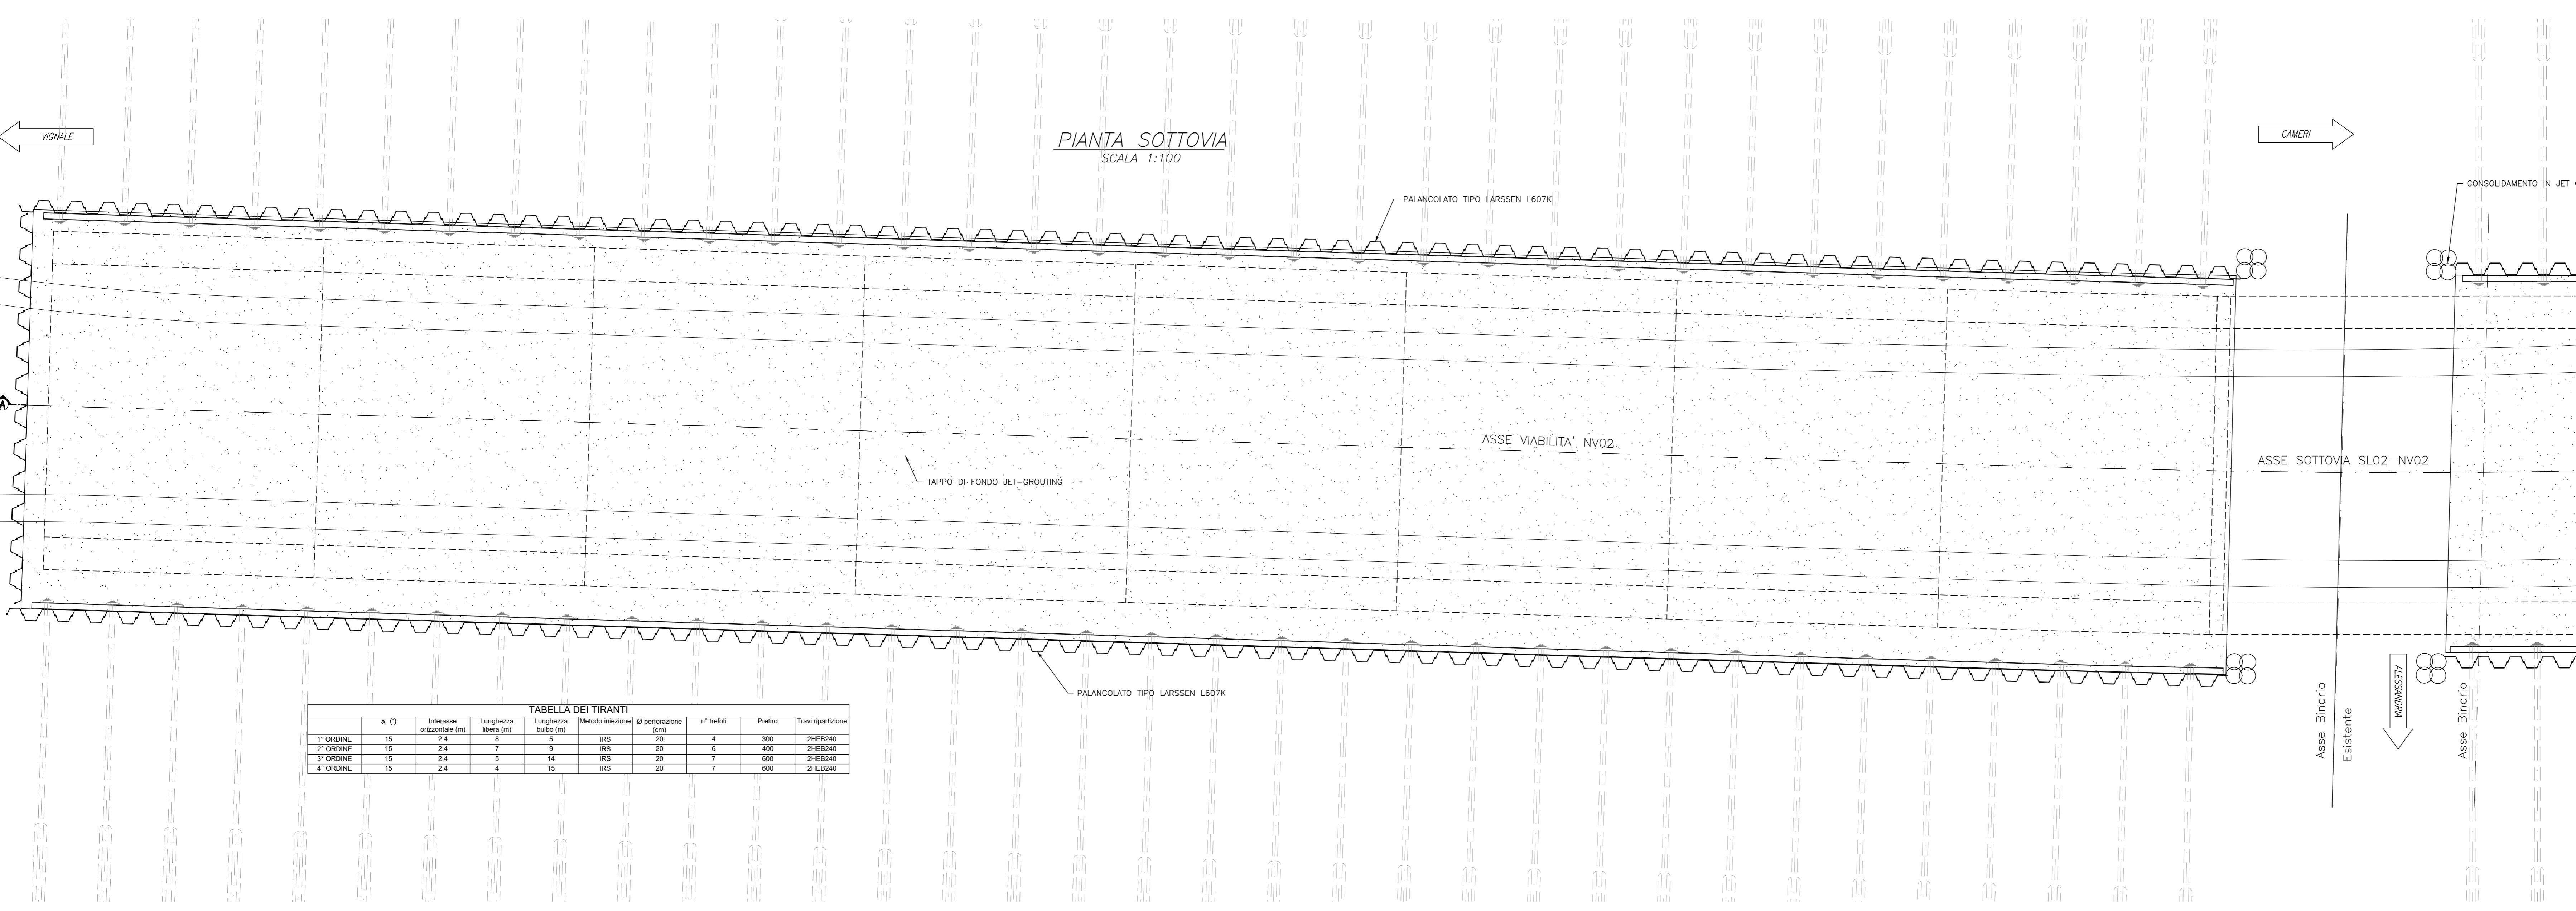 PIANTA SOTTOVIA
SCALA 1:100
VIGNALE
CAMERI
PALANCOLATO TIPO LARSSEN L607K
CONSOLIDAMENTO IN JET
A
ASSE VIABILITA' NV02
ASSE SOTTOVIA SL02-NV02
TAPPO DI FONDO JET-GROUTING
PALANCOLATO TIPO LARSSEN L607K
Asse Binario
Esistente
ALESSANDRIA
Asse Binario
TABELLA DEI TIRANTI
α (°) Interasse orizzontale (m) Lunghezza libera (m) Lunghezza bulbo (m) Metodo iniezione Ø perforazione (cm) n° trefoli Pretiro Travi ripartizione
1° ORDINE 15 2.4 8 5 IRS 20 4 300 2HEB240
2° ORDINE 15 2.4 7 9 IRS 20 6 400 2HEB240
3° ORDINE 15 2.4 5 14 IRS 20 7 600 2HEB240
4° ORDINE 15 2.4 4 15 IRS 20 7 600 2HEB240